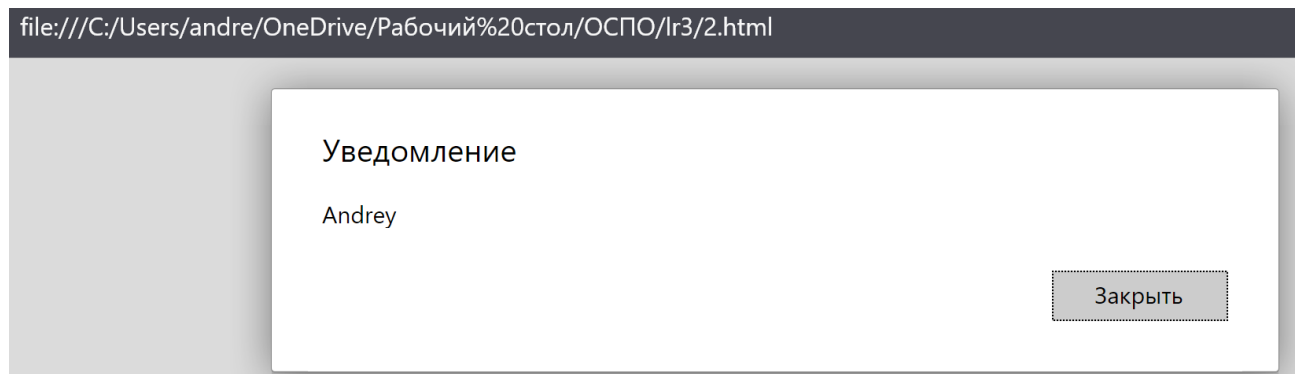 file:///C:/Users/andre/OneDrive/Рабочий%20стол/ОСПО/lr3/2.html
Уведомление
Andrey
Закрыть